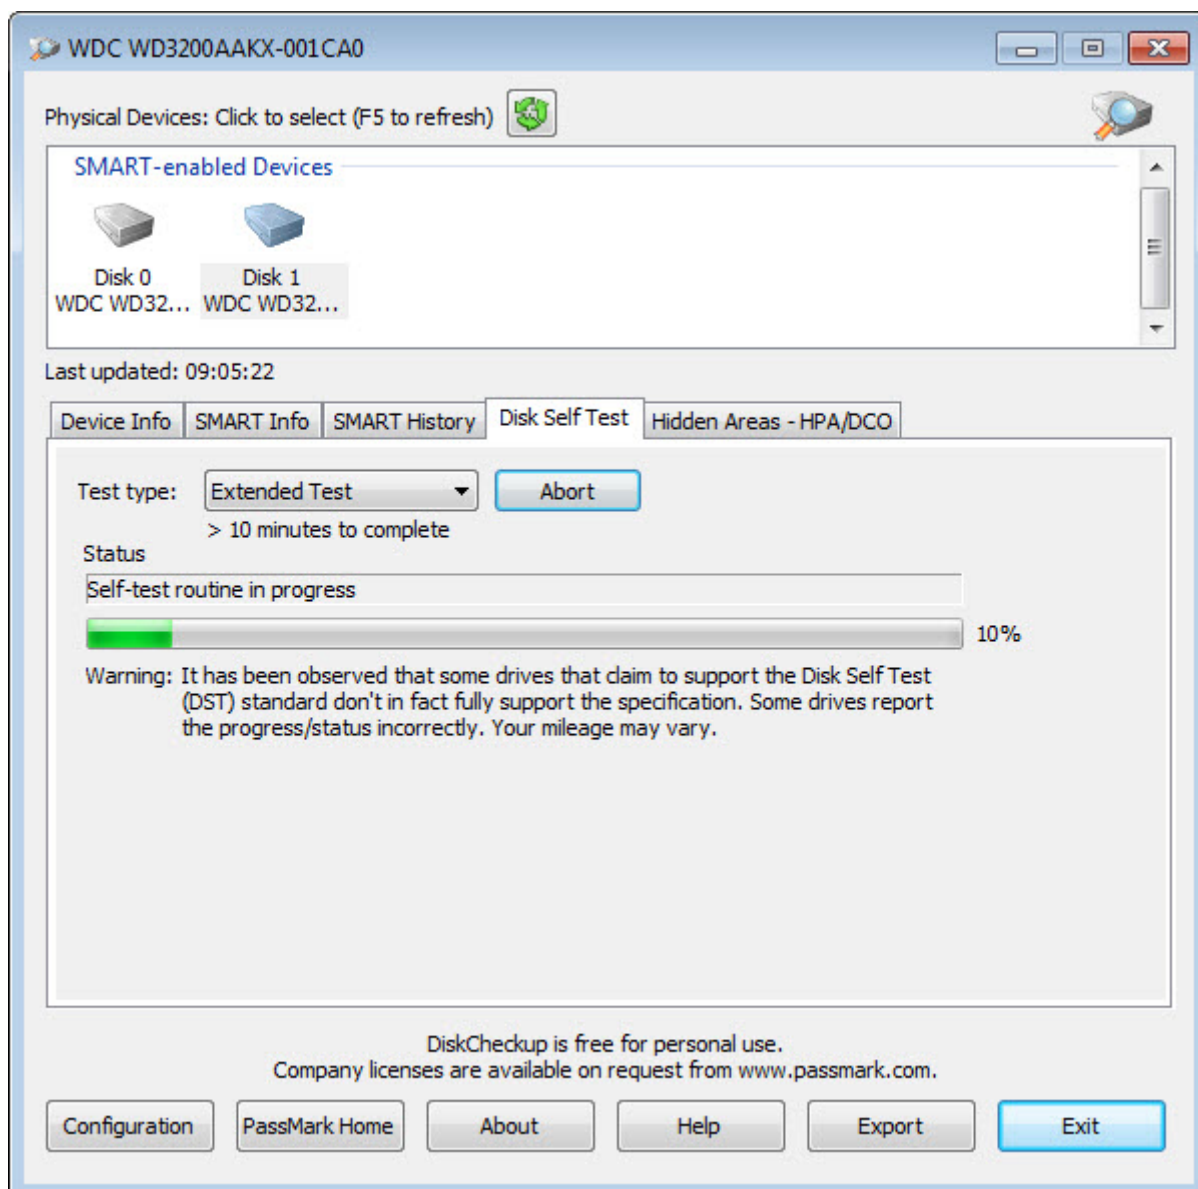 WDC WD3200AAKX-001CA0
Physical Devices: Click to select (F5 to refresh)
SMART-enabled Devices
Disk 0
WDC WD32...
Disk 1
WDC WD32...
Last updated: 09:05:22
Device Info SMART Info SMART History Disk Self Test Hidden Areas - HPA/DCO
Test type: Extended Test Abort
> 10 minutes to complete
Status
Self-test routine in progress
10%
Warning: It has been observed that some drives that claim to support the Disk Self Test
(DST) standard don't in fact fully support the specification. Some drives report
the progress/status incorrectly. Your mileage may vary.
DiskCheckup is free for personal use.
Company licenses are available on request from www.passmark.com.
Configuration PassMark Home About Help Export Exit